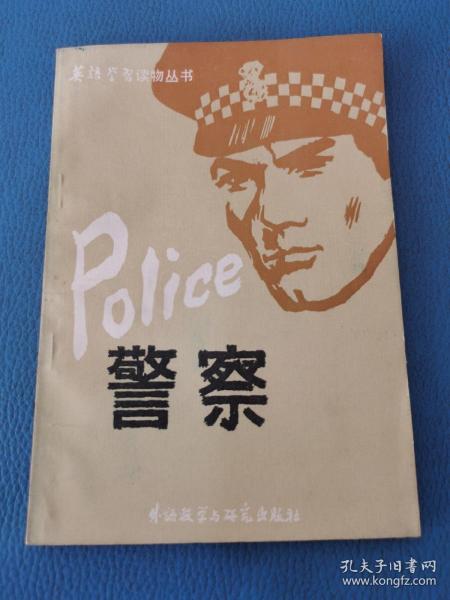 英语学习读物丛书
Police
警察
外语教学与研究出版社
孔夫子旧书网
www.kongfz.com